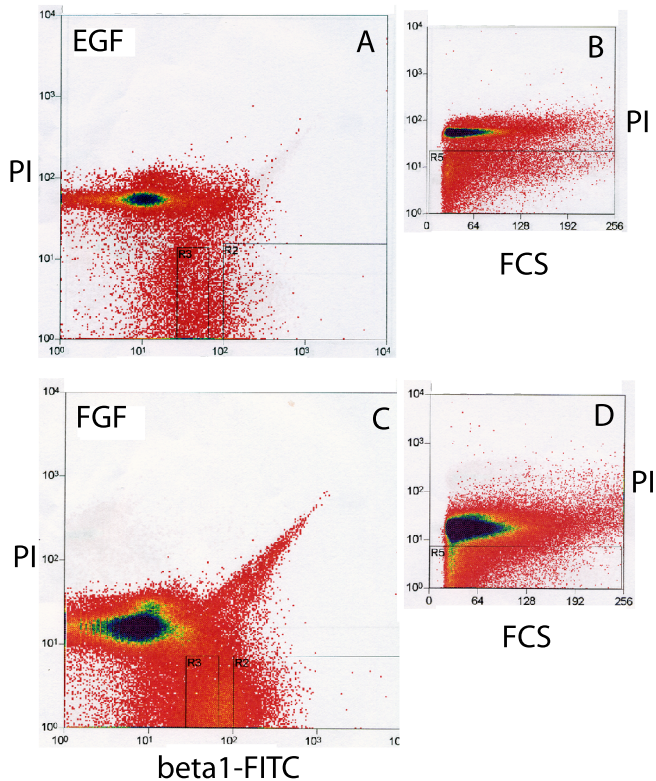 EGF
A
10⁴
10³
10²
10¹
10⁰
PI
R3
R2
10⁰ 10¹ 10² 10³ 10⁴
B
10⁴
10³
10²
10¹
10⁰
R5
PI
0 64 128 192 256
FCS
FGF
C
10⁴
10³
10²
10¹
10⁰
PI
R3
R2
10⁰ 10¹ 10² 10³ 10
beta1-FITC
D
10⁴
10³
10²
10¹
10⁰
R5
PI
0 64 128 192 256
FCS